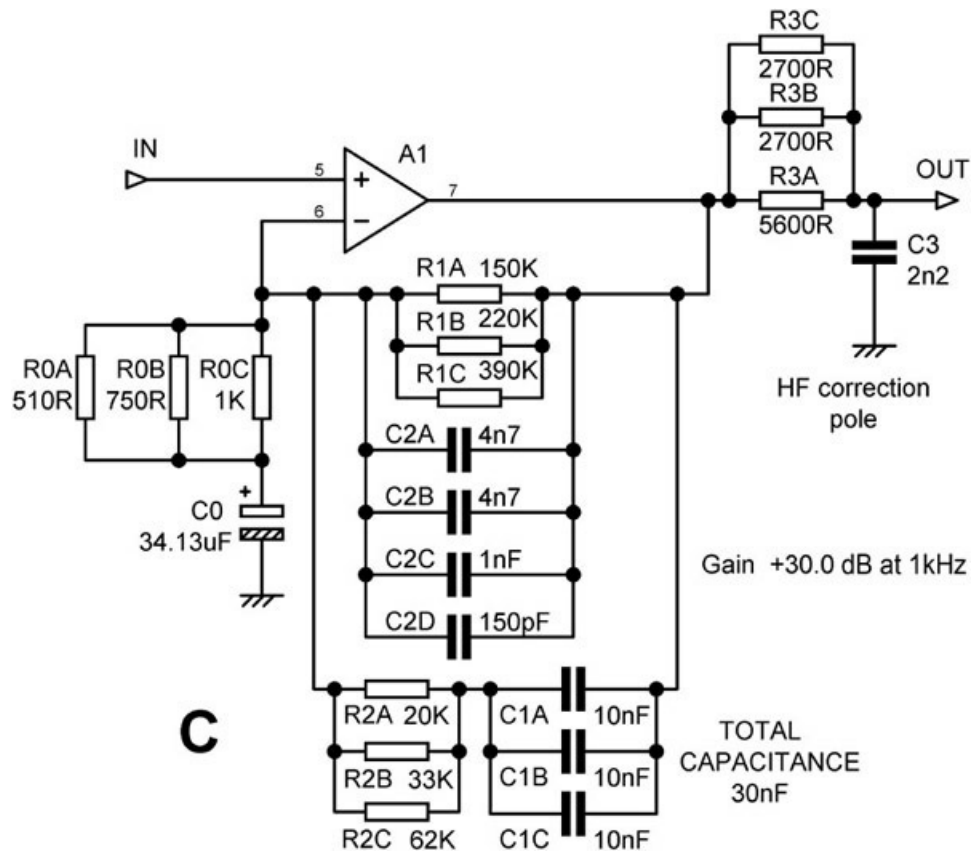 R3C
2700R
R3B
2700R
R3A
5600R
IN
5
+
A1
7
6
−
OUT
C3
2n2
HF correction
pole
R1A 150K
R1B 220K
R1C 390K
R0A
510R
R0B
750R
R0C
1K
+
C0
34.13uF
C2A 4n7
C2B 4n7
C2C 1nF
C2D 150pF
Gain +30.0 dB at 1kHz
C
R2A 20K
R2B 33K
R2C 62K
C1A 10nF
C1B 10nF
C1C 10nF
TOTAL
CAPACITANCE
30nF